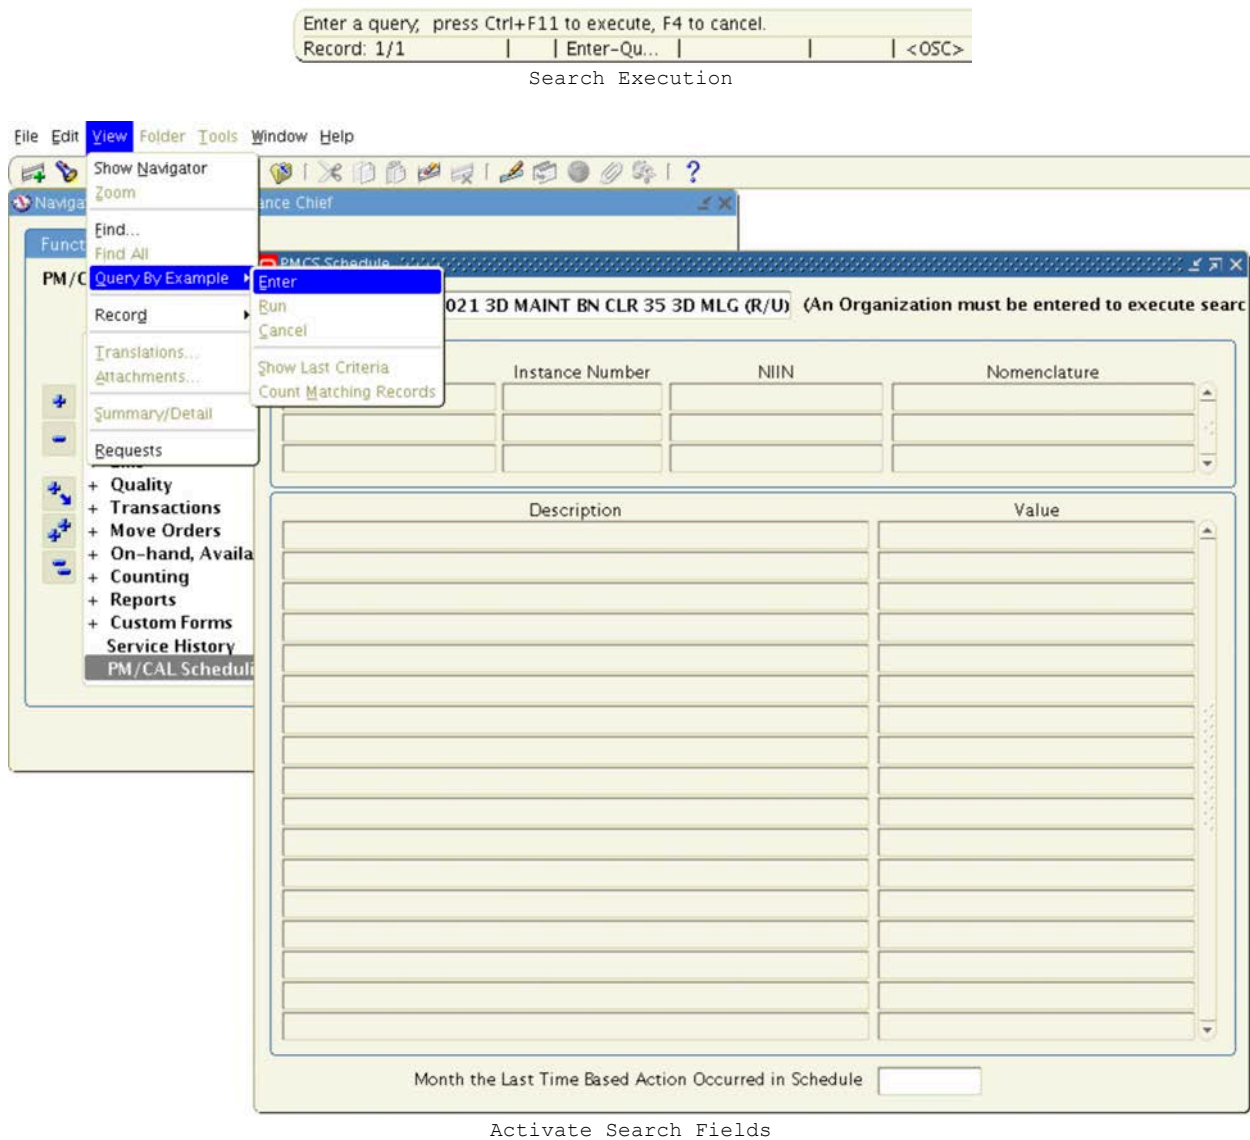 Enter a query; press Ctrl+F11 to execute, F4 to cancel.
Record: 1/1 | | Enter-Qu... | | | <OSC>
Search Execution
File Edit View Folder Tools Window Help
Show Navigator
Zoom
ance Chief
Find...
Find All
Query By Example
PMCS Schedule
Enter
Run
Cancel
021 3D MAINT BN CLR 35 3D MLG (R/U) (An Organization must be entered to execute searc
Record
Translations...
Attachments...
Show Last Criteria
Count Matching Records
Summary/Detail
Requests
Instance Number NIIN Nomenclature
Funct
PM/C
+ Quality
+ Transactions
+ Move Orders
+ On-hand, Availa
+ Counting
+ Reports
+ Custom Forms
Service History
PM/CAL Scheduli
Description Value
Month the Last Time Based Action Occurred in Schedule
Activate Search Fields